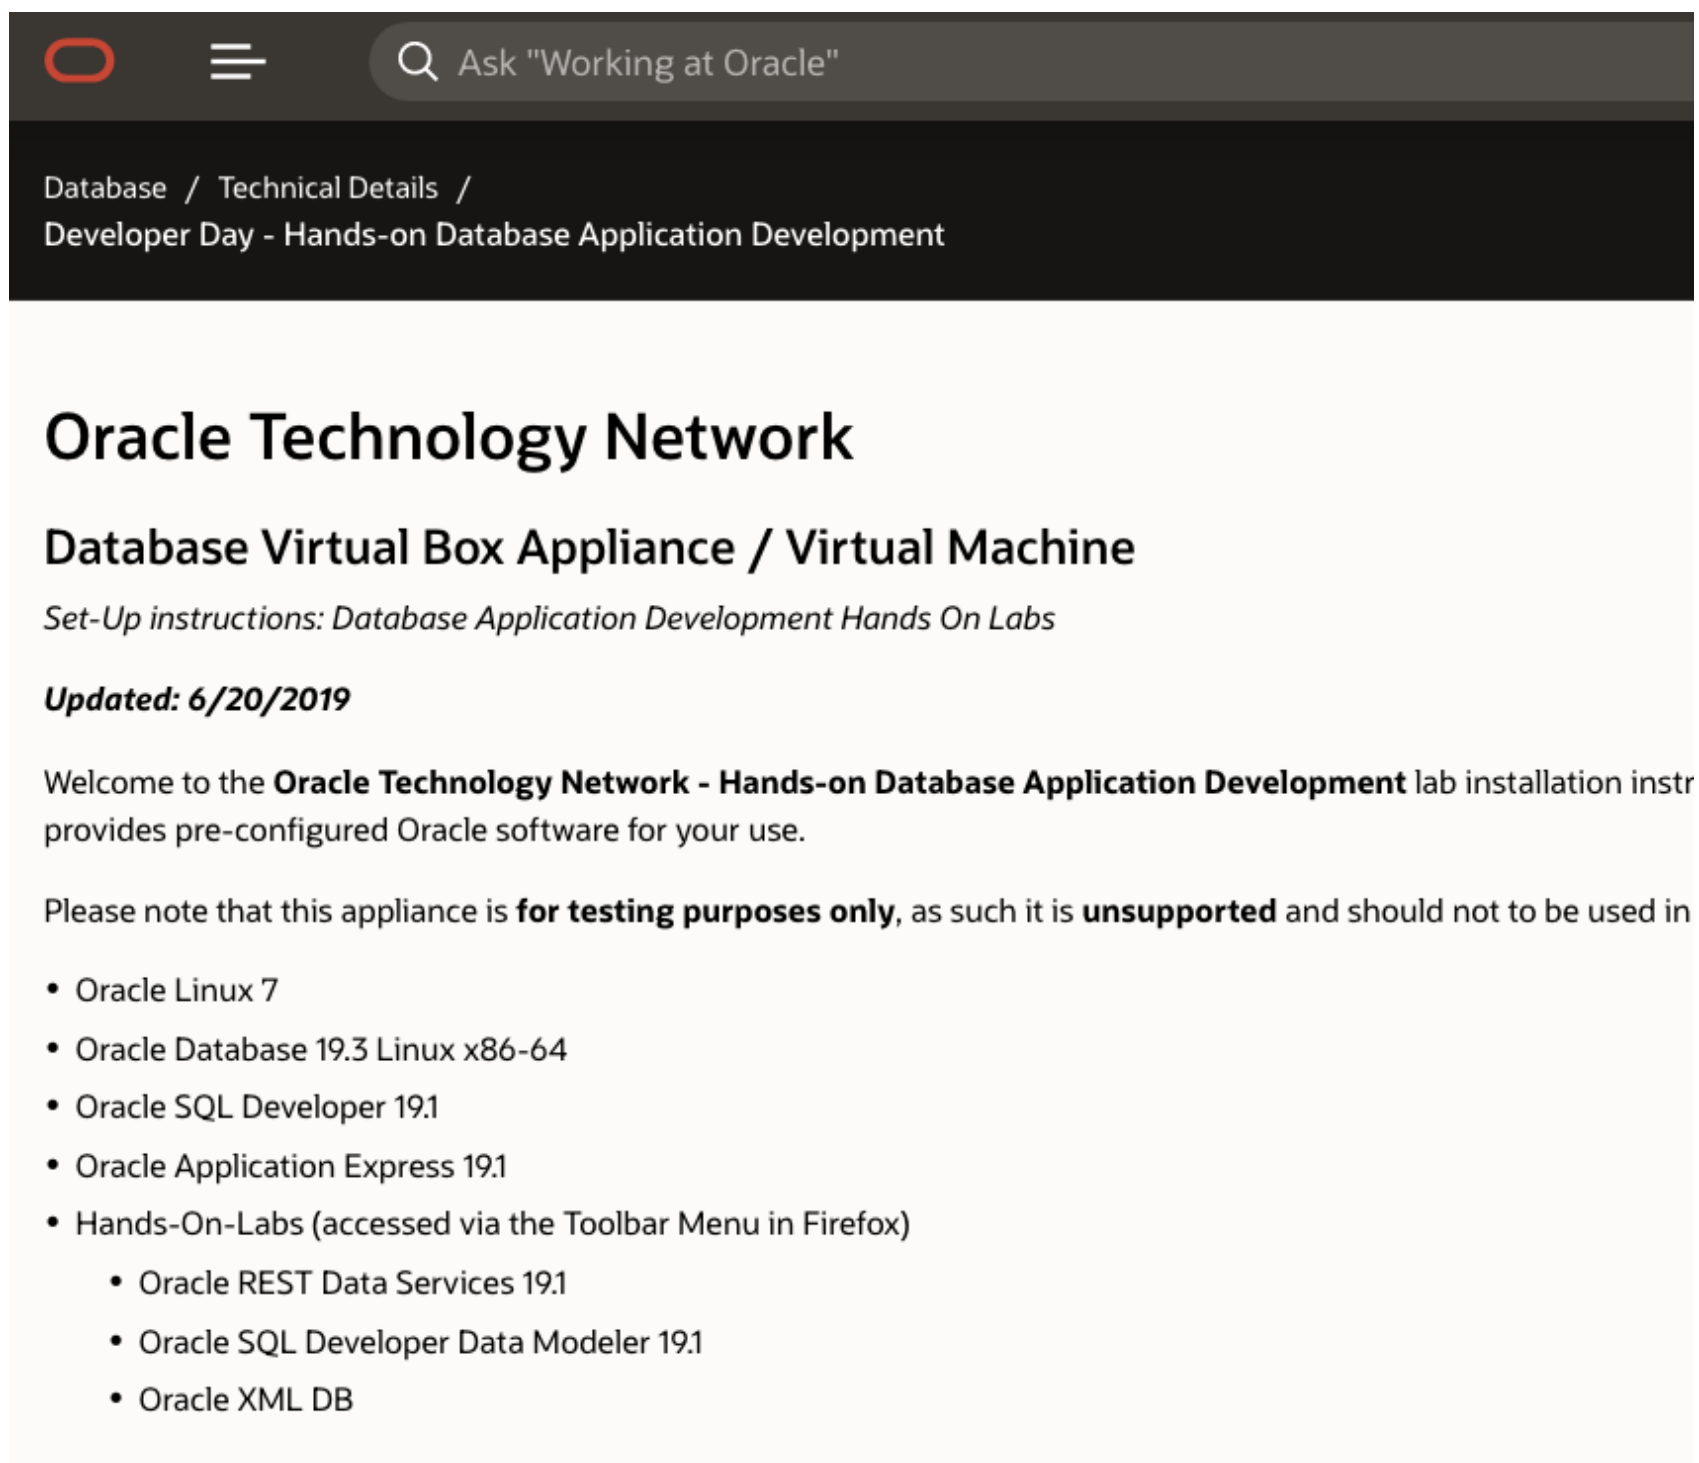 Ask "Working at Oracle"
Database / Technical Details /
Developer Day - Hands-on Database Application Development
Oracle Technology Network
Database Virtual Box Appliance / Virtual Machine
Set-Up instructions: Database Application Development Hands On Labs
Updated: 6/20/2019
Welcome to the Oracle Technology Network - Hands-on Database Application Development lab installation instr
provides pre-configured Oracle software for your use.
Please note that this appliance is for testing purposes only, as such it is unsupported and should not to be used in
• Oracle Linux 7
• Oracle Database 19.3 Linux x86-64
• Oracle SQL Developer 19.1
• Oracle Application Express 19.1
• Hands-On-Labs (accessed via the Toolbar Menu in Firefox)
• Oracle REST Data Services 19.1
• Oracle SQL Developer Data Modeler 19.1
• Oracle XML DB